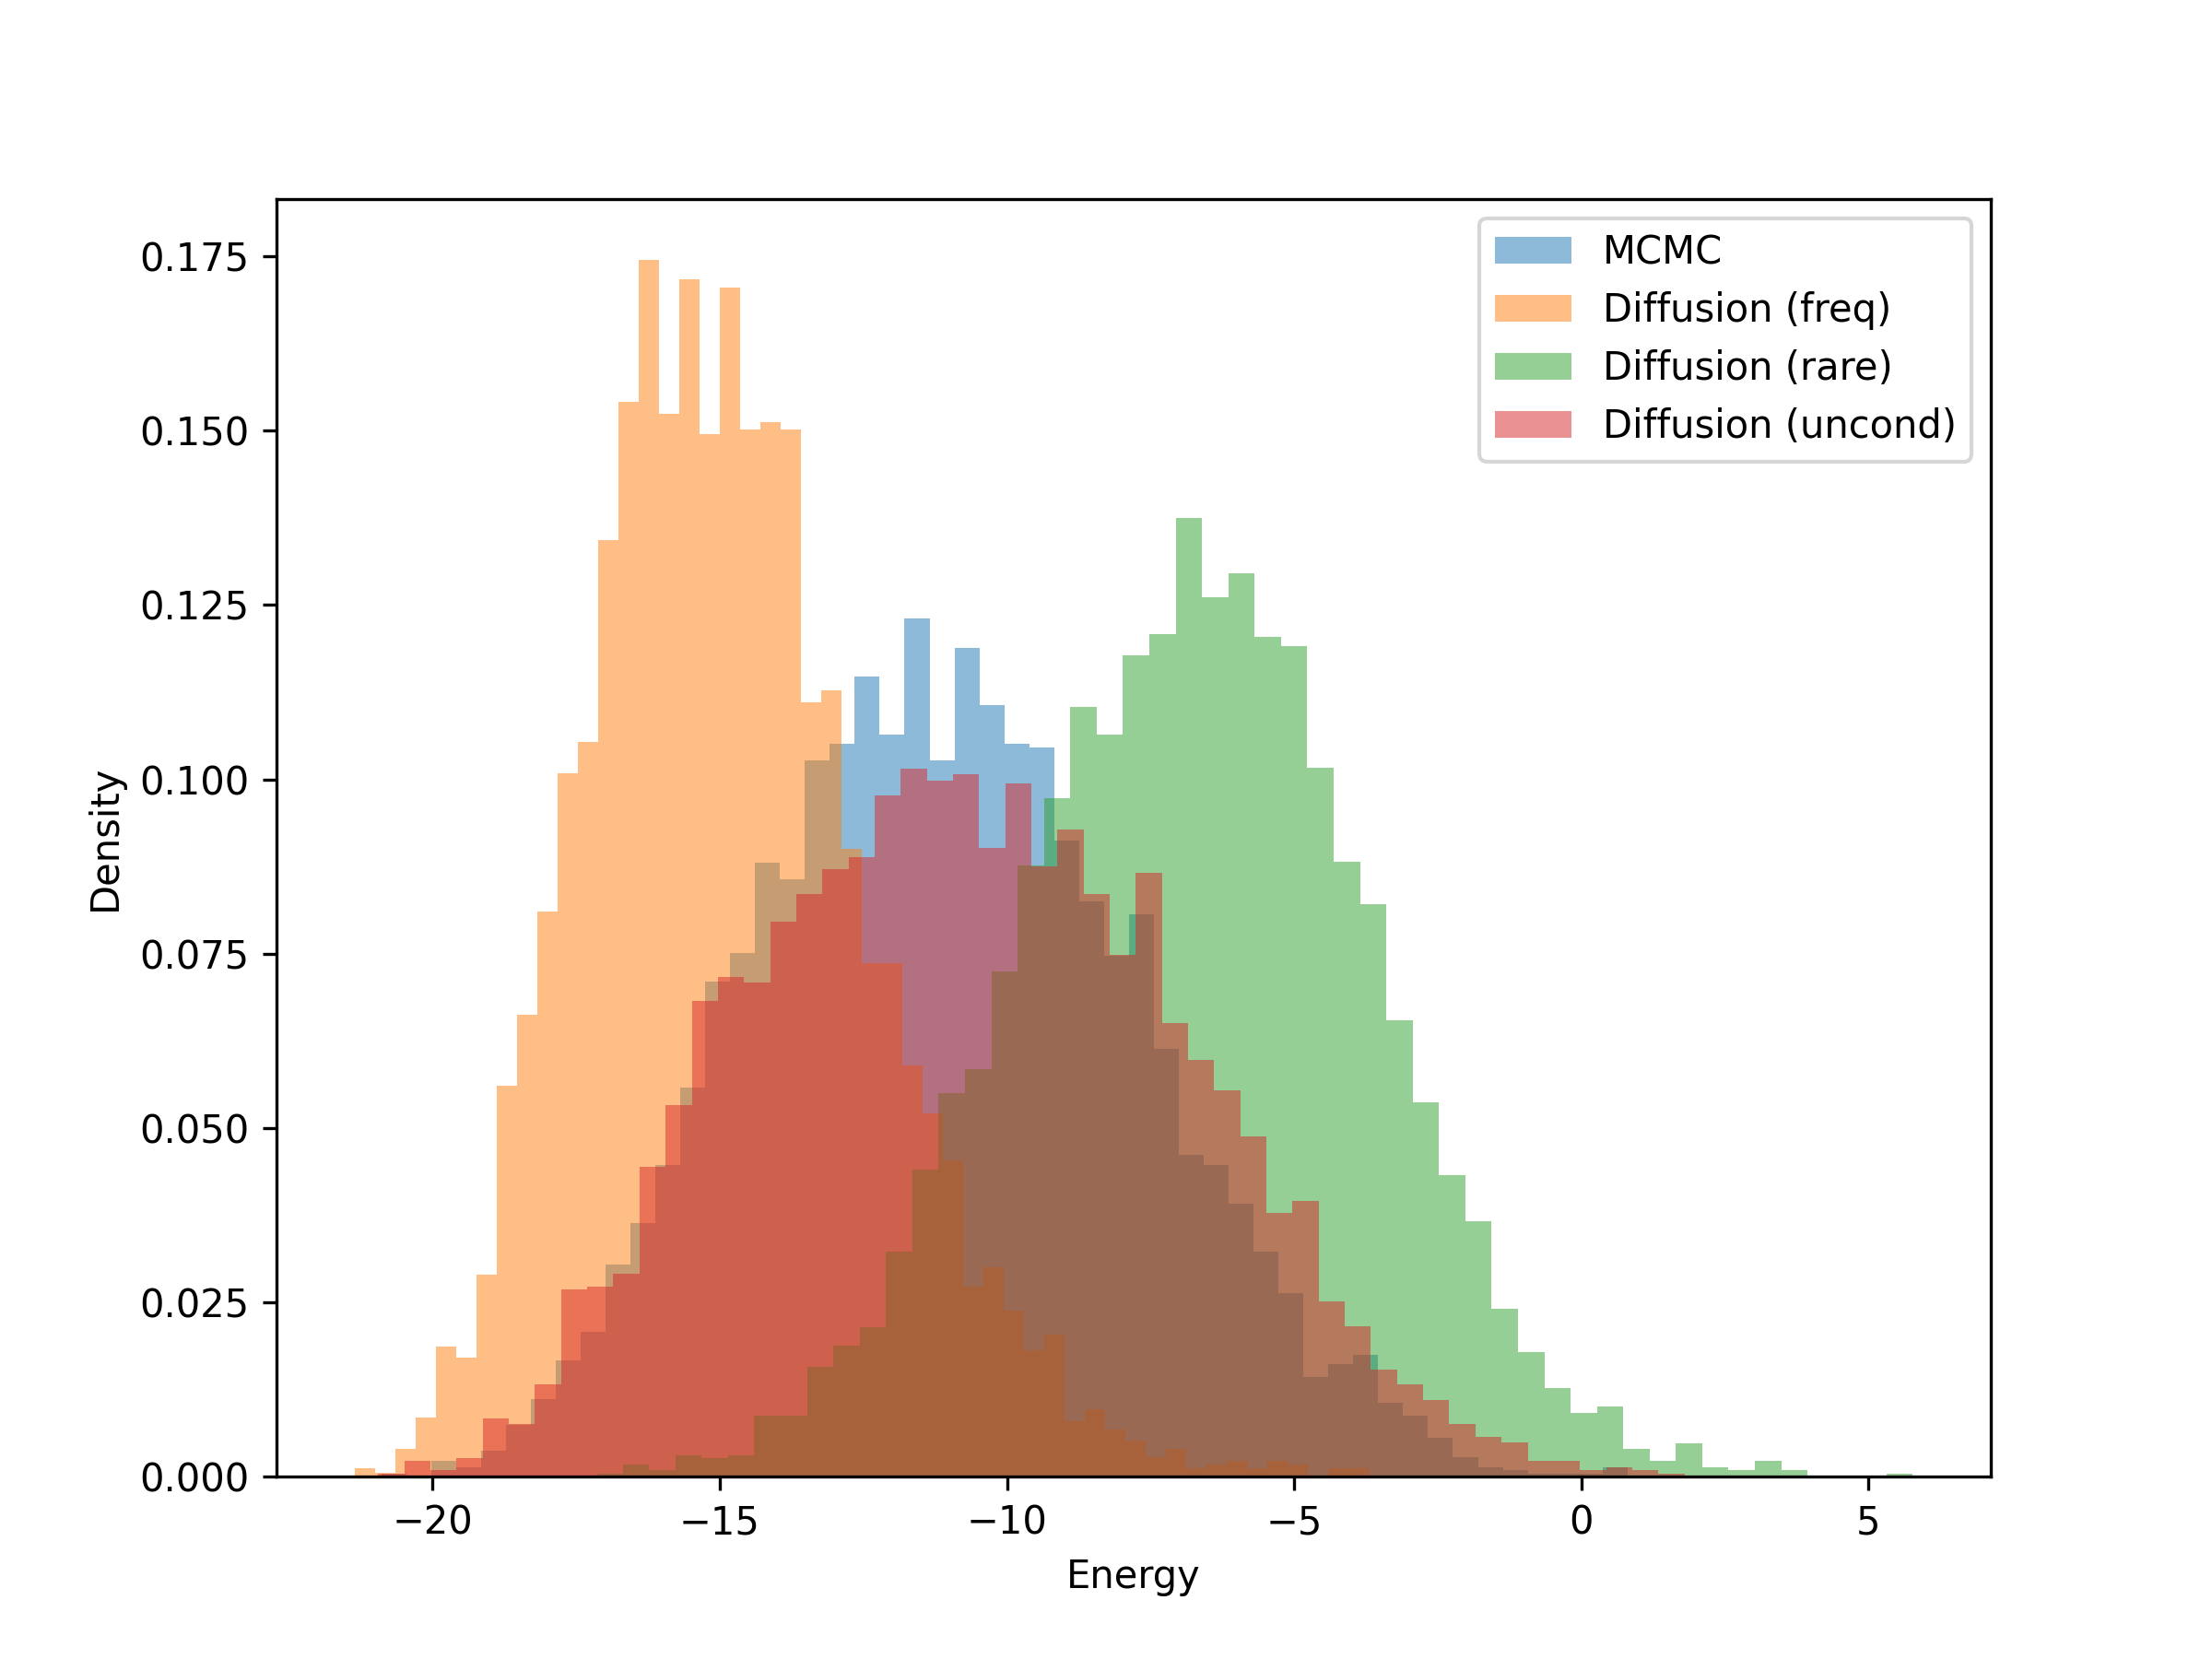 MCMC
Diffusion (freq)
Diffusion (rare)
Diffusion (uncond)
0.175
0.150
0.125
0.100
0.075
0.050
0.025
0.000
Density
−20 −15 −10 −5 0 5
Energy